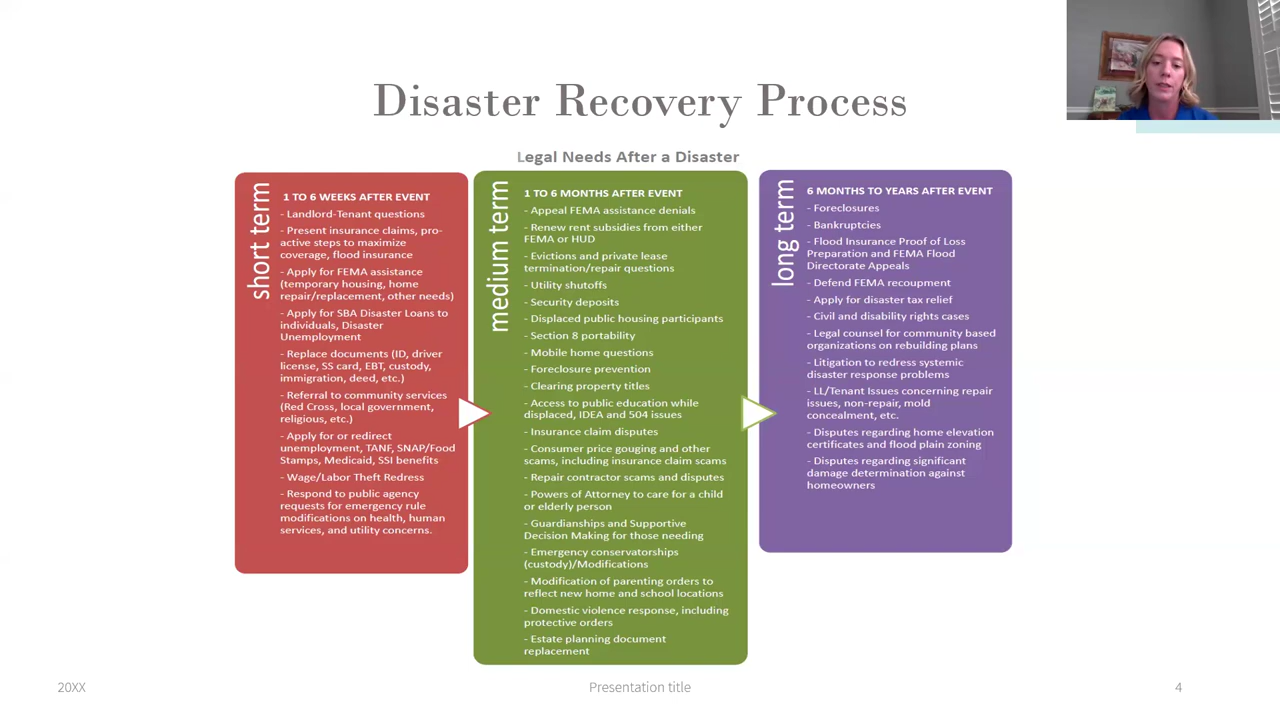 Disaster Recovery Process
Legal Needs After a Disaster
short term
1 TO 6 WEEKS AFTER EVENT
- Landlord-Tenant questions
- Present insurance claims, pro-
active steps to maximize
coverage, flood insurance
- Apply for FEMA assistance
(temporary housing, home
repair/replacement, other needs)
- Apply for SBA Disaster Loans to
individuals, Disaster
Unemployment
- Replace documents (ID, driver
license, SS card, EBT, custody,
immigration, deed, etc.)
- Referral to community services
(Red Cross, local government,
religious, etc.)
- Apply for or redirect
unemployment, TANF, SNAP/Food
Stamps, Medicaid, SSI benefits
- Wage/Labor Theft Redress
- Respond to public agency
requests for emergency rule
modifications on health, human
services, and utility concerns.
medium term
1 TO 6 MONTHS AFTER EVENT
- Appeal FEMA assistance denials
- Renew rent subsidies from either
FEMA or HUD
- Evictions and private lease
termination/repair questions
- Utility shutoffs
- Security deposits
- Displaced public housing participants
- Section 8 portability
- Mobile home questions
- Foreclosure prevention
- Clearing property titles
- Access to public education while
displaced, IDEA and 504 issues
- Insurance claim disputes
- Consumer price gouging and other
scams, including insurance claim scams
- Repair contractor scams and disputes
- Powers of Attorney to care for a child
or elderly person
- Guardianships and Supportive
Decision Making for those needing
- Emergency conservatorships
(custody)/Modifications
- Modification of parenting orders to
reflect new home and school locations
- Domestic violence response, including
protective orders
- Estate planning document
replacement
long term
6 MONTHS TO YEARS AFTER EVENT
- Foreclosures
- Bankruptcies
- Flood Insurance Proof of Loss
Preparation and FEMA Flood
Directorate Appeals
- Defend FEMA recoupment
- Apply for disaster tax relief
- Civil and disability rights cases
- Legal counsel for community based
organizations on rebuilding plans
- Litigation to redress systemic
disaster response problems
- LL/Tenant Issues concerning repair
issues, non-repair, mold
concealment, etc.
- Disputes regarding home elevation
certificates and flood plain zoning
- Disputes regarding significant
damage determination against
homeowners
20XX
Presentation title
4